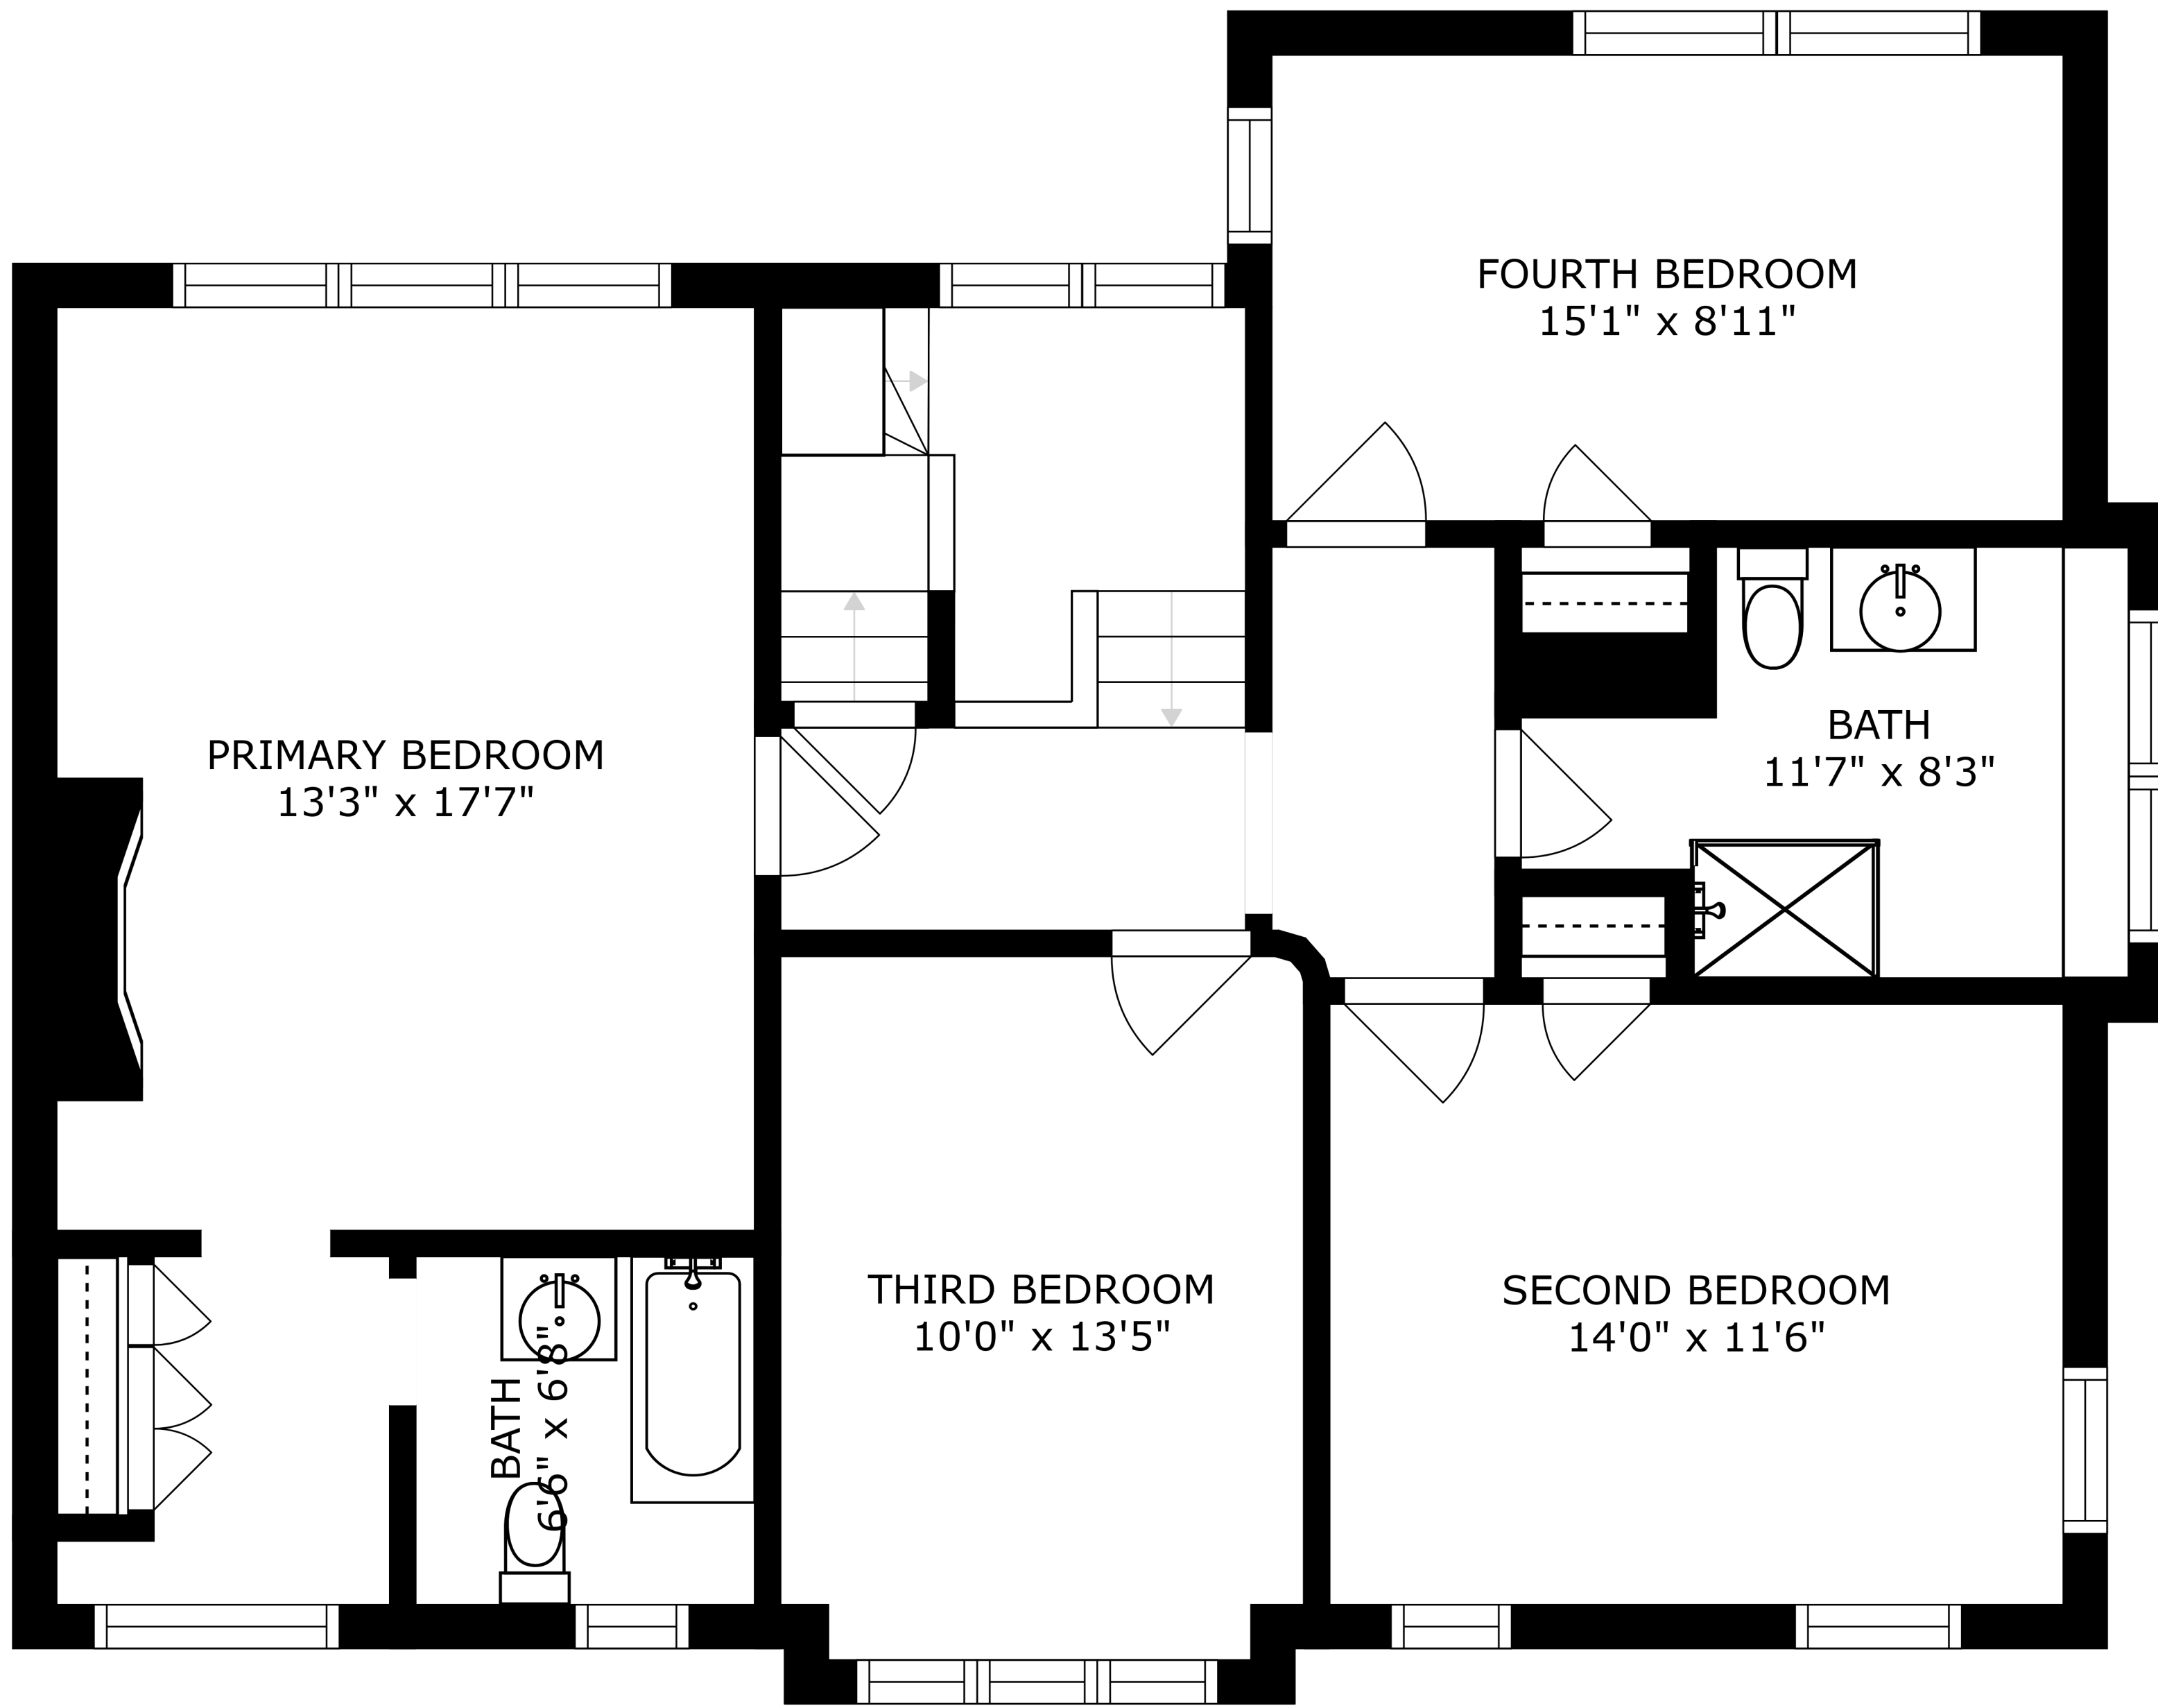 FOURTH BEDROOM
15'1" x 8'11"
PRIMARY BEDROOM
13'3" x 17'7"
BATH
11'7" x 8'3"
THIRD BEDROOM
10'0" x 13'5"
SECOND BEDROOM
14'0" x 11'6"
BATH
6'6" x 6'8"